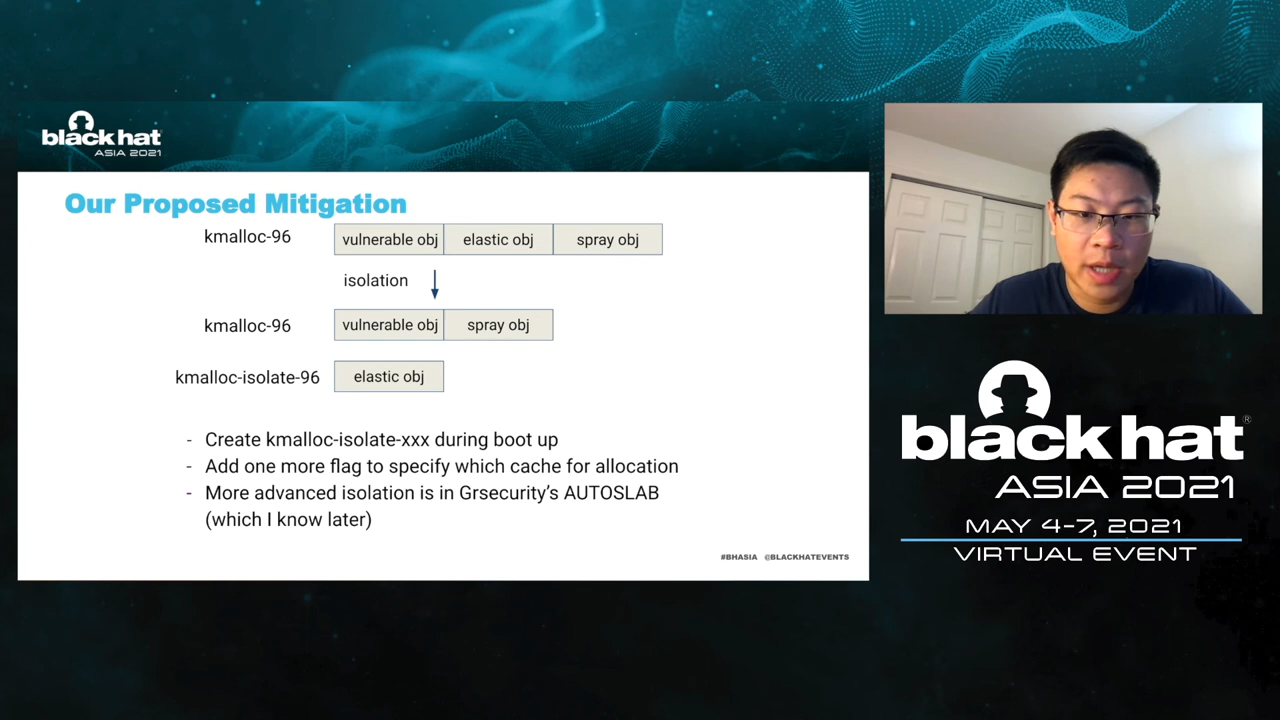 black hat
ASIA 2021
Our Proposed Mitigation
kmalloc-96
vulnerable obj
elastic obj
spray obj
isolation
kmalloc-96
vulnerable obj
spray obj
kmalloc-isolate-96
elastic obj
- Create kmalloc-isolate-xxx during boot up
- Add one more flag to specify which cache for allocation
- More advanced isolation is in Grsecurity's AUTOSLAB
(which I know later)
#BHASIA @BLACKHATEVENTS
black hat®
ASIA 2021
MAY 4-7, 2021
VIRTUAL EVENT